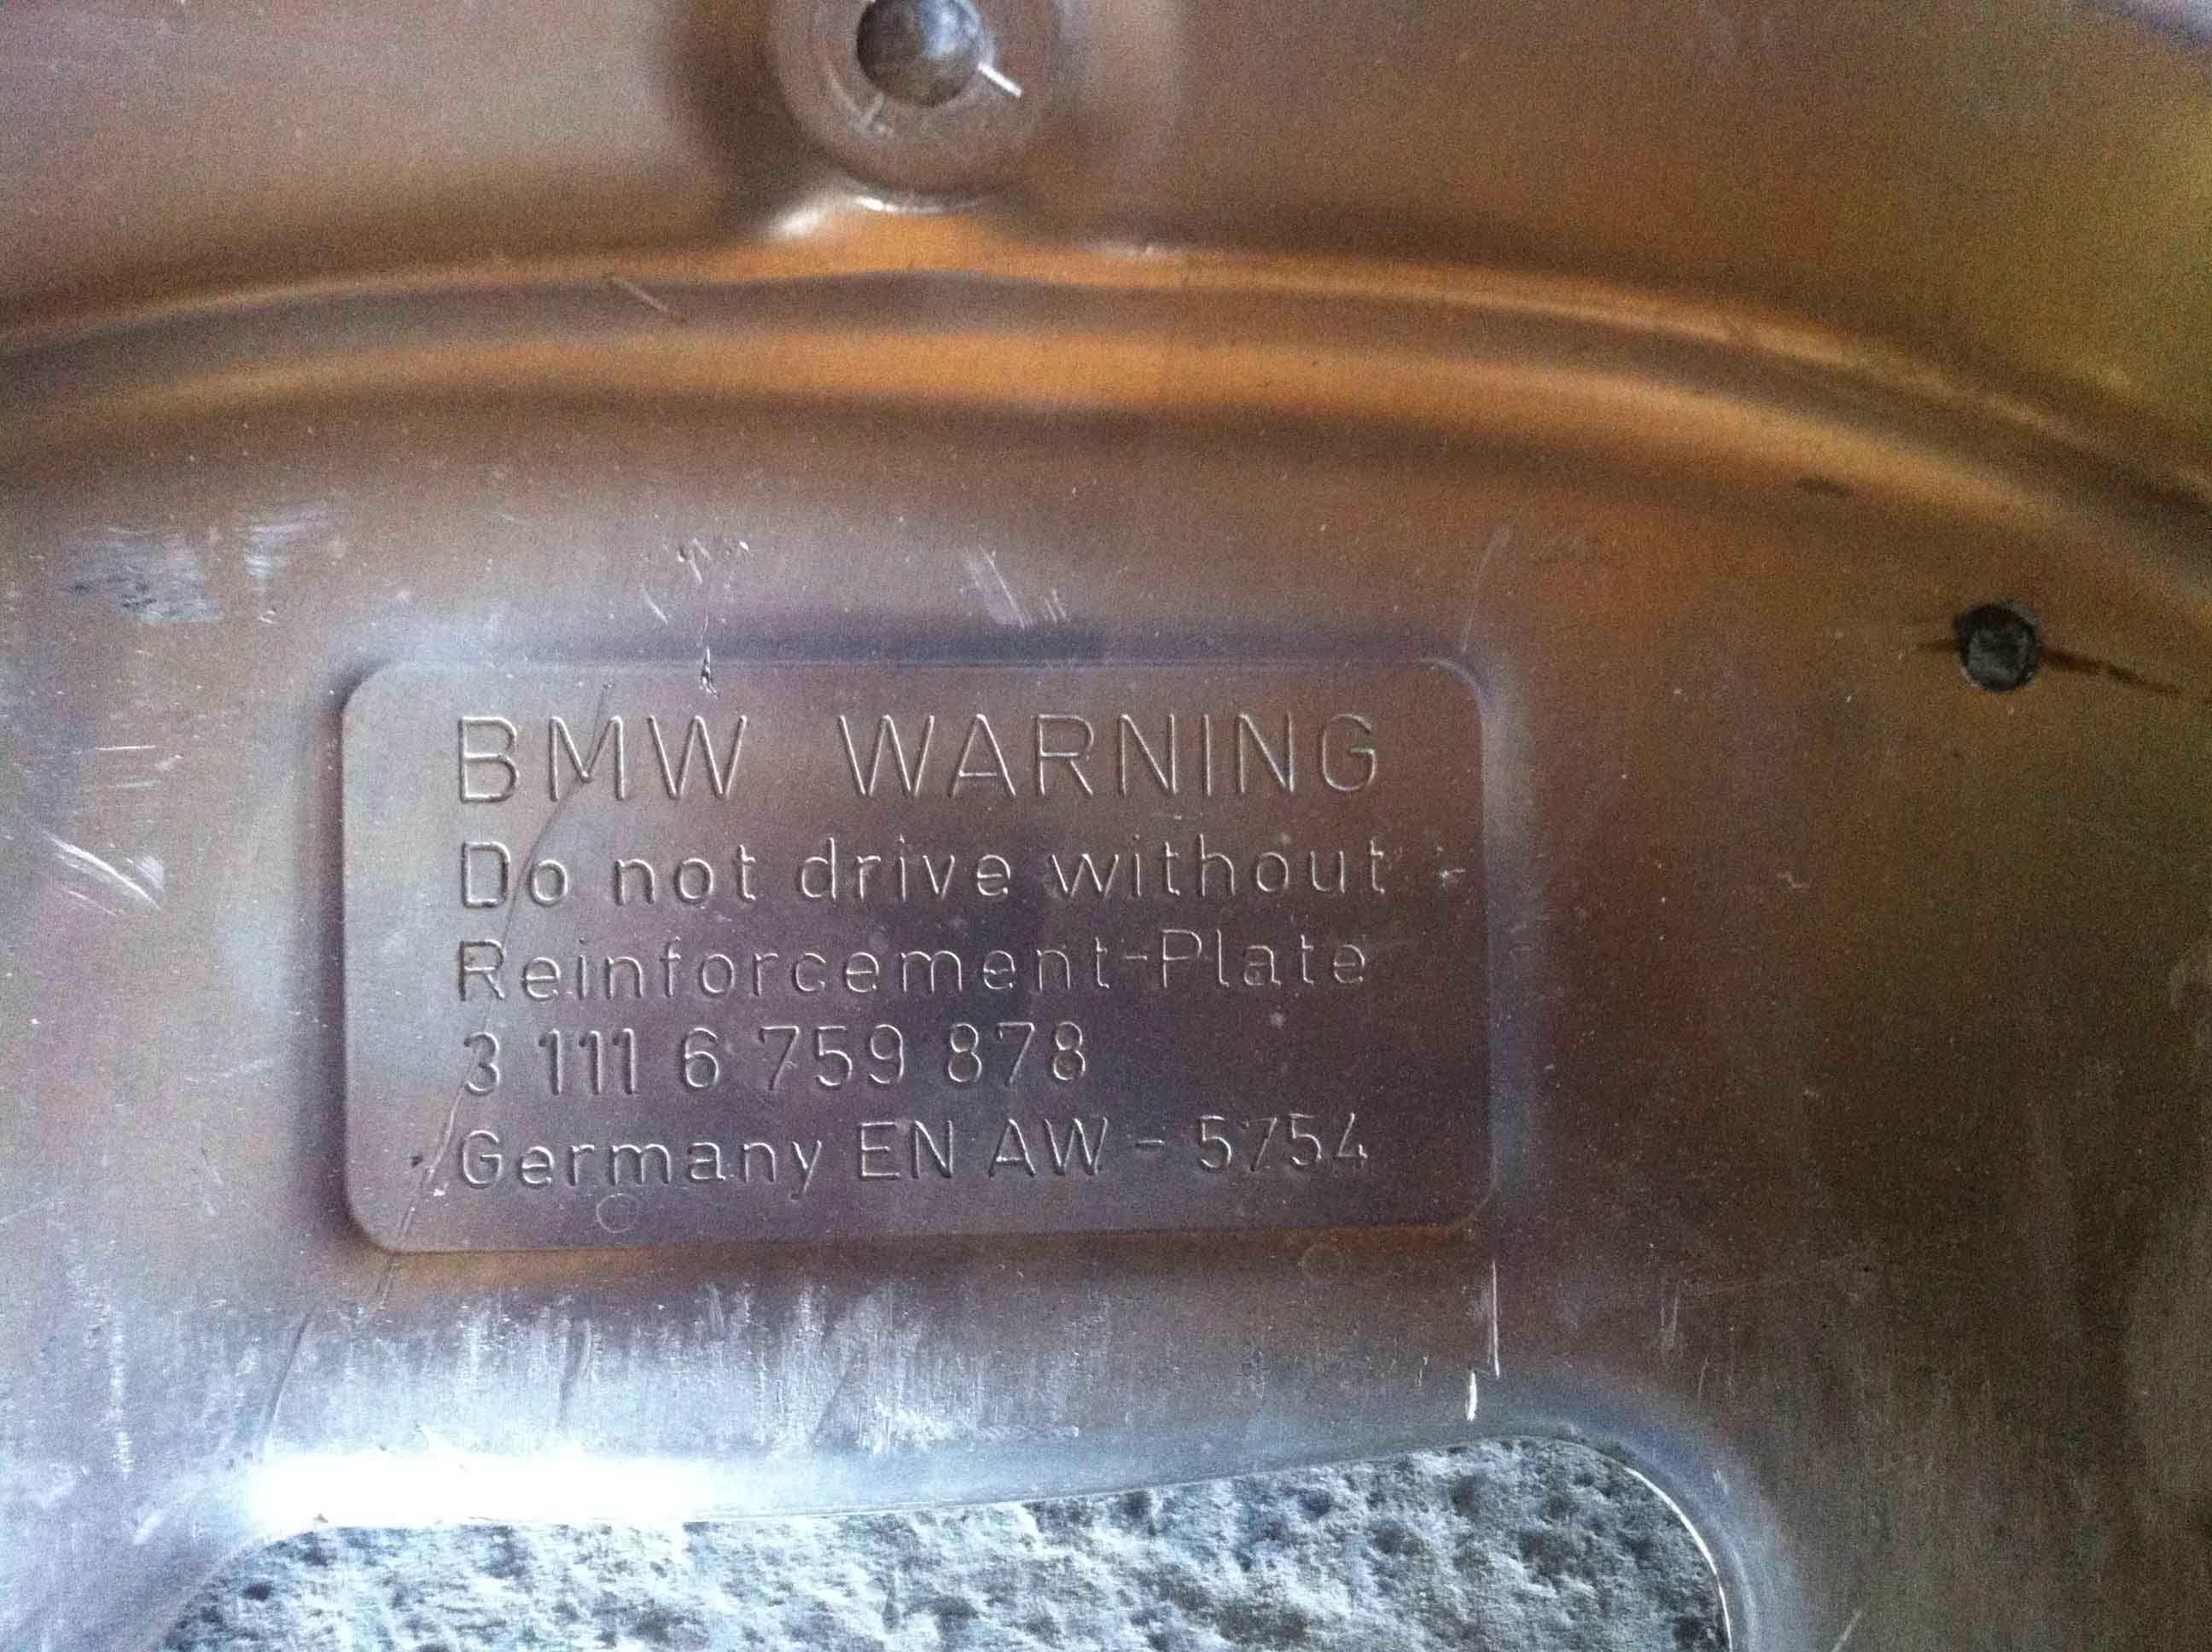 BMW WARNING
Do not drive without
Reinforcement-Plate
3 111 6 759 878
Germany EN AW - 5754